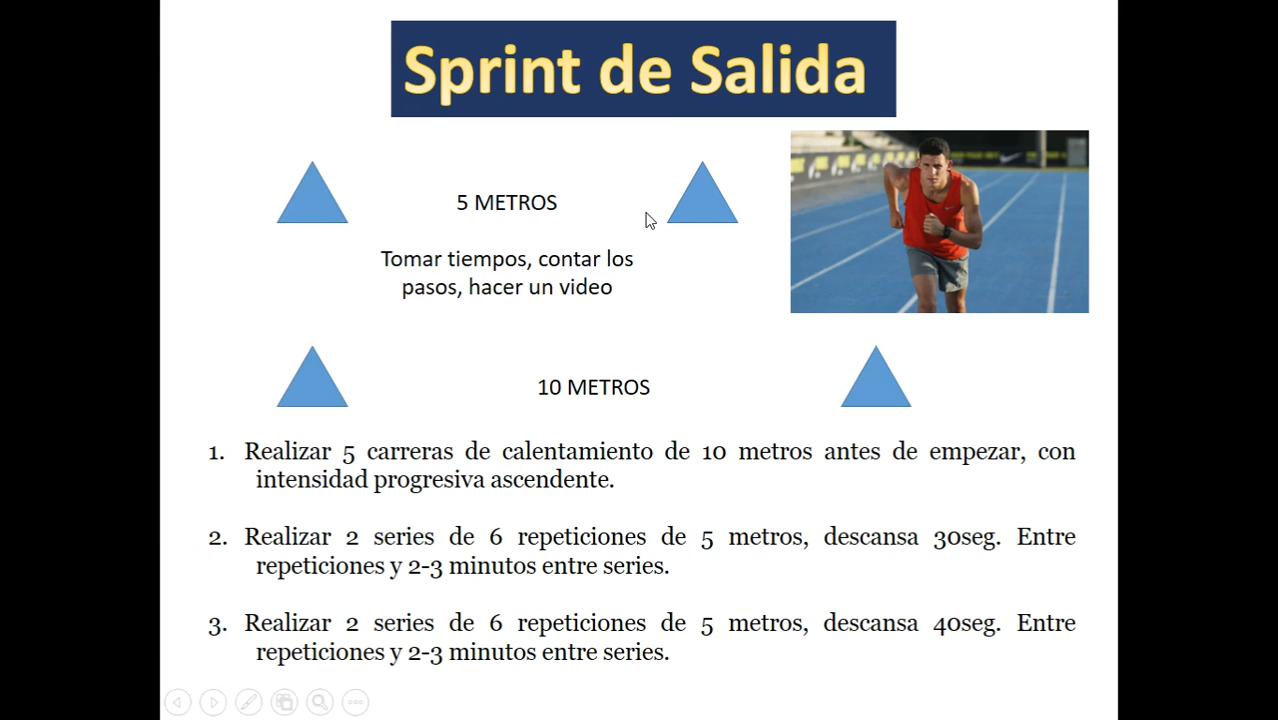 Sprint de Salida
5 METROS
Tomar tiempos, contar los
pasos, hacer un video
10 METROS
1. Realizar 5 carreras de calentamiento de 10 metros antes de empezar, con
intensidad progresiva ascendente.
2. Realizar 2 series de 6 repeticiones de 5 metros, descansa 30seg. Entre
repeticiones y 2-3 minutos entre series.
3. Realizar 2 series de 6 repeticiones de 5 metros, descansa 40seg. Entre
repeticiones y 2-3 minutos entre series.